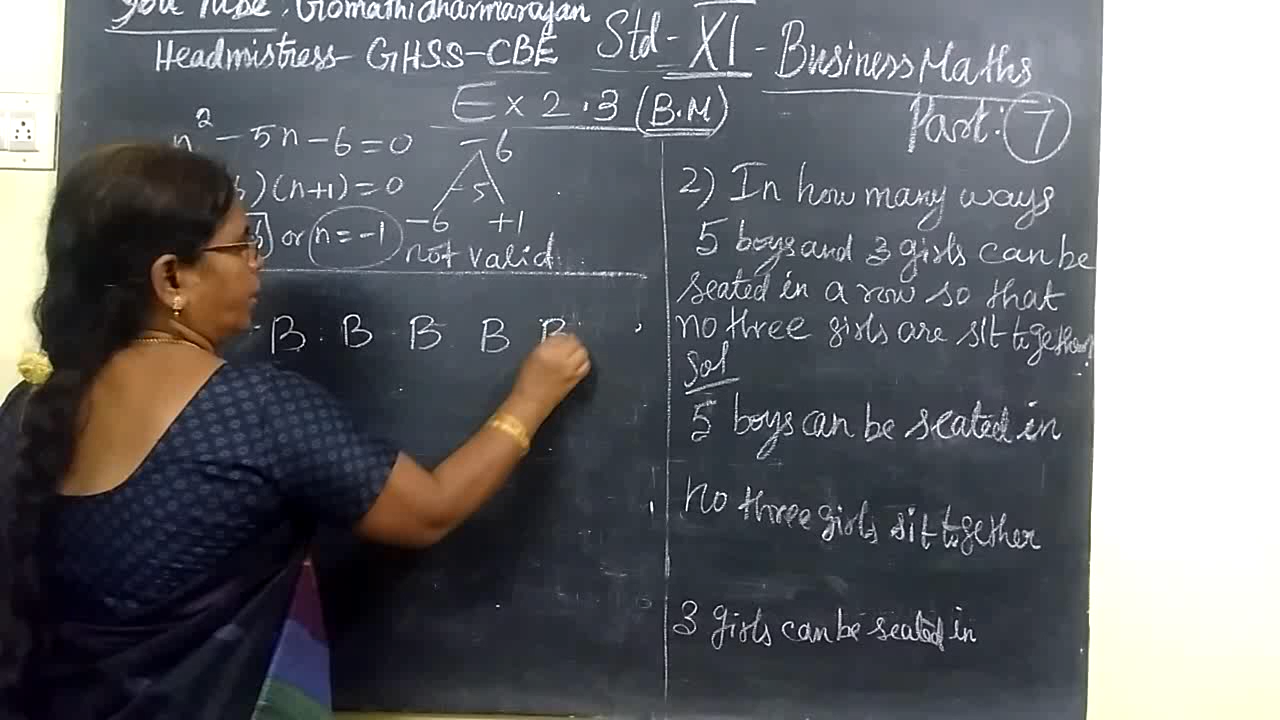 You Tube, Gomathidharmarajan
Headmistress - GHSS-CBE
Std - XI - Business Maths
Ex 2.3 (B.M)
Part: 7
n² - 5n - 6 = 0
-6
) (n+1) = 0
-5
-6 +1
or n = -1 not valid
B B B B B
2) In how many ways
5 boys and 3 girls can be
seated in a row so that
no three girls are sit together?
Sol
5 boys can be seated in
no three girls sit together
3 girls can be seated in